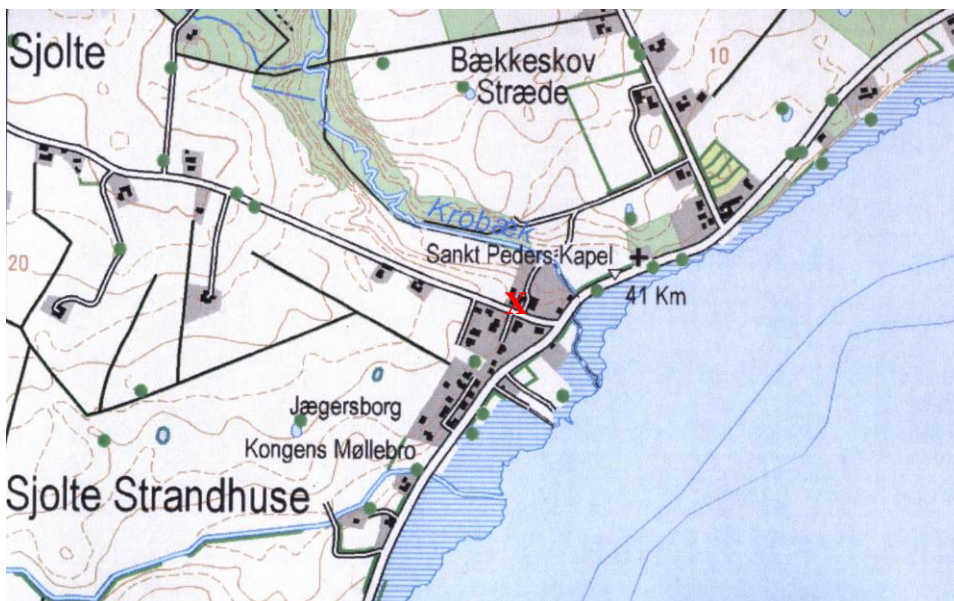 Sjolte
Bækkeskov
Stræde
10
Krobæk
Sankt Peders Kapel
20
X
41 Km
Jægersborg
Kongens Møllebro
Sjolte Strandhuse